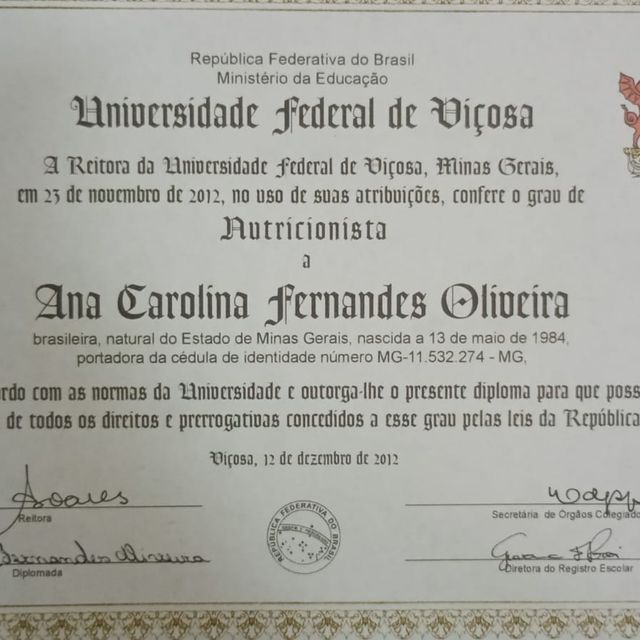 República Federativa do Brasil
Ministério da Educação
Universidade Federal de Viçosa
A Reitora da Universidade Federal de Viçosa, Minas Gerais,
em 23 de novembro de 2012, no uso de suas atribuições, confere o grau de
Nutricionista
a
Ana Carolina Fernandes Oliveira
brasileira, natural do Estado de Minas Gerais, nascida a 13 de maio de 1984,
portadora da cédula de identidade número MG-11.532.274 - MG,
rdo com as normas da Universidade e outorga-lhe o presente diploma para que poss
de todos os direitos e prerrogativas concedidos a esse grau pelas leis da República
Viçosa, 12 de dezembro de 2012
Soares
Reitora
Secretária de Órgãos Colegiado
REPÚBLICA FEDERATIVA DO BRASIL
Fernandes Oliveira
Diplomada
Diretora do Registro Escolar